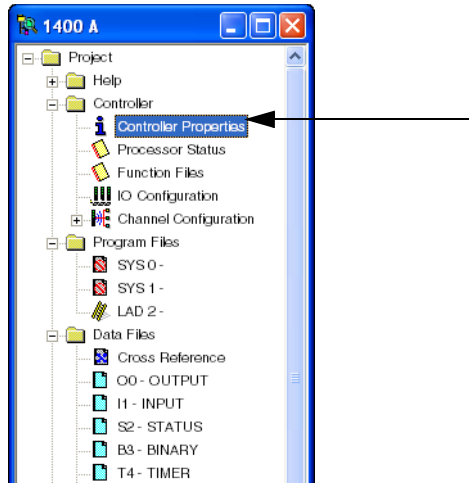 1400 A
Project
Help
Controller
Controller Properties
Processor Status
Function Files
IO Configuration
Channel Configuration
Program Files
SYS 0 -
SYS 1 -
LAD 2 -
Data Files
Cross Reference
O0 - OUTPUT
I1 - INPUT
S2 - STATUS
B3 - BINARY
T4 - TIMER